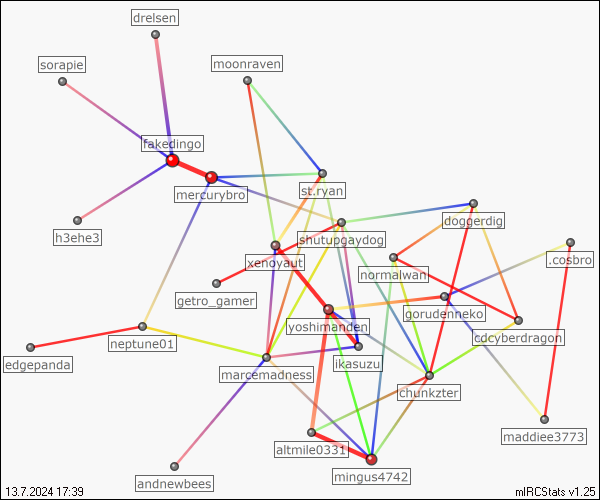 drelsen
sorapie
moonraven
fakedingo
mercurybro
st.ryan
doggerdig
h3ehe3
shutupgaydog
xenoyaut
normalwan
.cosbro
getro_gamer
gorudenneko
yoshimanden
cdcyberdragon
neptune01
edgepanda
ikasuzu
marcemadness
chunkzter
maddiee3773
altmile0331
mingus4742
andnewbees
13.7.2024 17:39
mIRCStats v1.25